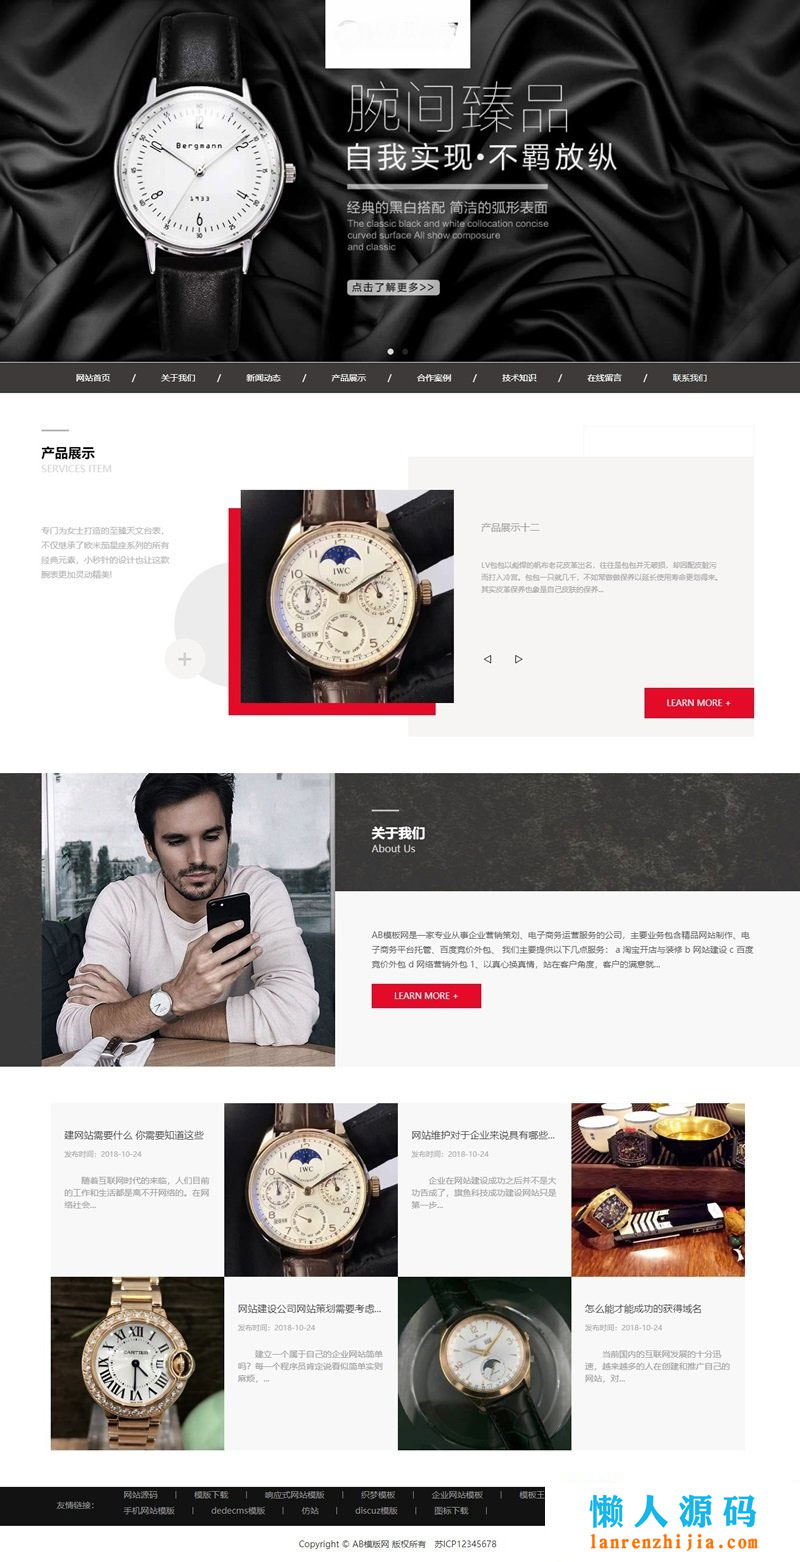 腕间臻品
自我实现•不羁放纵
经典的黑白搭配 简洁的弧形表面
The classic black and white collocation concise
curved surface All show composure
and classic
点击了解更多>>
Bergmann
1933
网站首页 / 关于我们 / 新闻动态 / 产品展示 / 合作案例 / 技术知识 / 在线留言 / 联系我们
产品展示
SERVICES ITEM
专门为女士打造的至臻天文台表，
不仅继承了欧米茄星座系列的所有
经典元素，小秒针的设计也让这款
腕表更加灵动精美!
IWC
产品展示十二
LV包包以彪悍的帆布老花皮革出名，往往是包包并无破损，却因配皮脏污
而打入冷宫。包包一只就几千，不如常做做保养以延长使用寿命更划得来。
其实皮革保养也象是自己皮肤的保养...
LEARN MORE +
关于我们
About Us
AB模板网是一家专业从事企业营销策划、电子商务运营服务的公司，主要业务包含精品网站制作、电
子商务平台托管、百度竞价外包、 我们主要提供以下几点服务： a 淘宝开店与装修 b 网站建设 c 百度
竞价外包 d 网络营销外包 1、以真心换真情，站在客户角度，客户的满意就...
LEARN MORE +
建网站需要什么 你需要知道这些
发布时间：2018-10-24
随着互联网时代的来临，人们目前
的工作和生活都是离不开网络的。在网
络社会...
IWC
网站维护对于企业来说具有哪些...
发布时间：2018-10-24
企业在网站建设成功之后并不是大
功告成了，旗鱼科技成功建设网站只是
第一步...
CARTIER
网站建设公司网站策划需要考虑...
发布时间：2018-10-24
建立一个属于自己的企业网站简单
吗？每一个程序员肯定说看似简单实则
麻烦，...
怎么能才能成功的获得域名
发布时间：2018-10-24
当前国内的互联网发展的十分迅
速，越来越多的人在创建和推广自己的
网站，对...
友情链接：
网站源码 | 模版下载 | 响应式网站模版 | 织梦模板 | 企业网站模板 | 模板王
手机网站模版 | dedecms模版 | 仿站 | discuz模版 | 图标下载 |
懒人源码
lanrenzhijia.com
Copyright © AB模版网 版权所有 苏ICP12345678